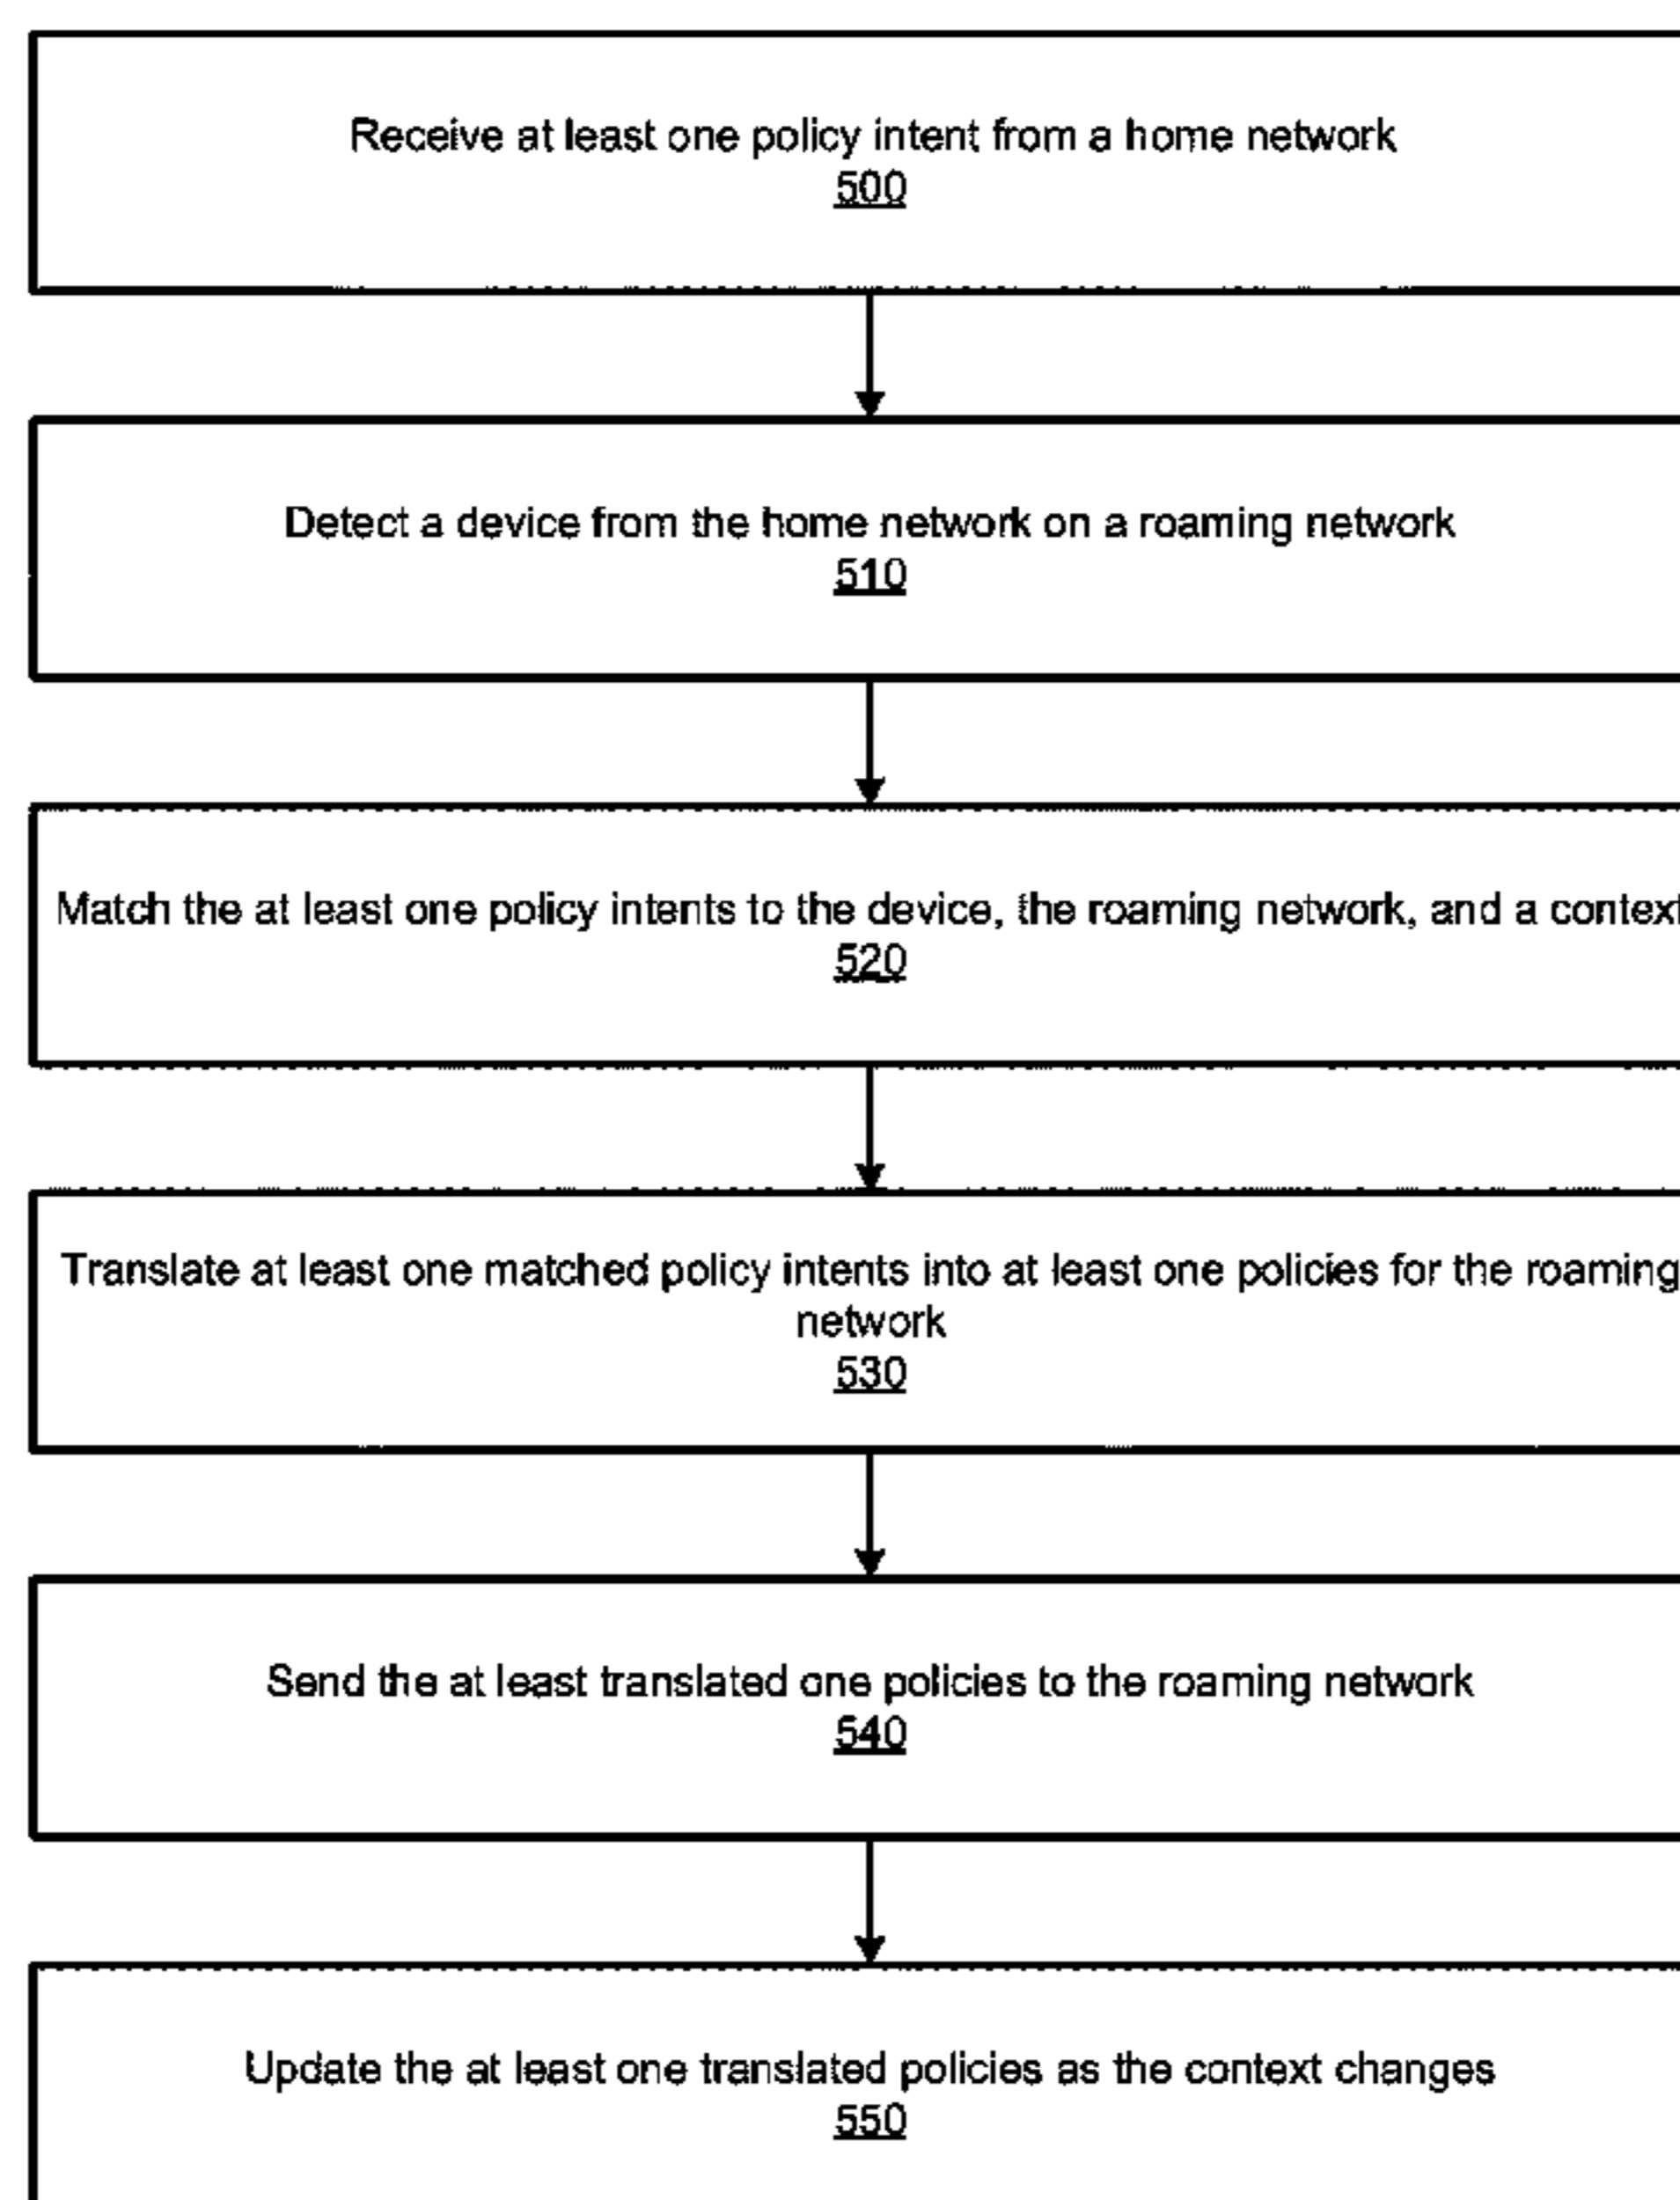 Receive at least one policy intent from a home network
500
Detect a device from the home network on a roaming network
510
Match the at least one policy intents to the device, the roaming network, and a context
520
Translate at least one matched policy intents into at least one policies for the roaming
network
530
Send the at least translated one policies to the roaming network
540
Update the at least one translated policies as the context changes
550